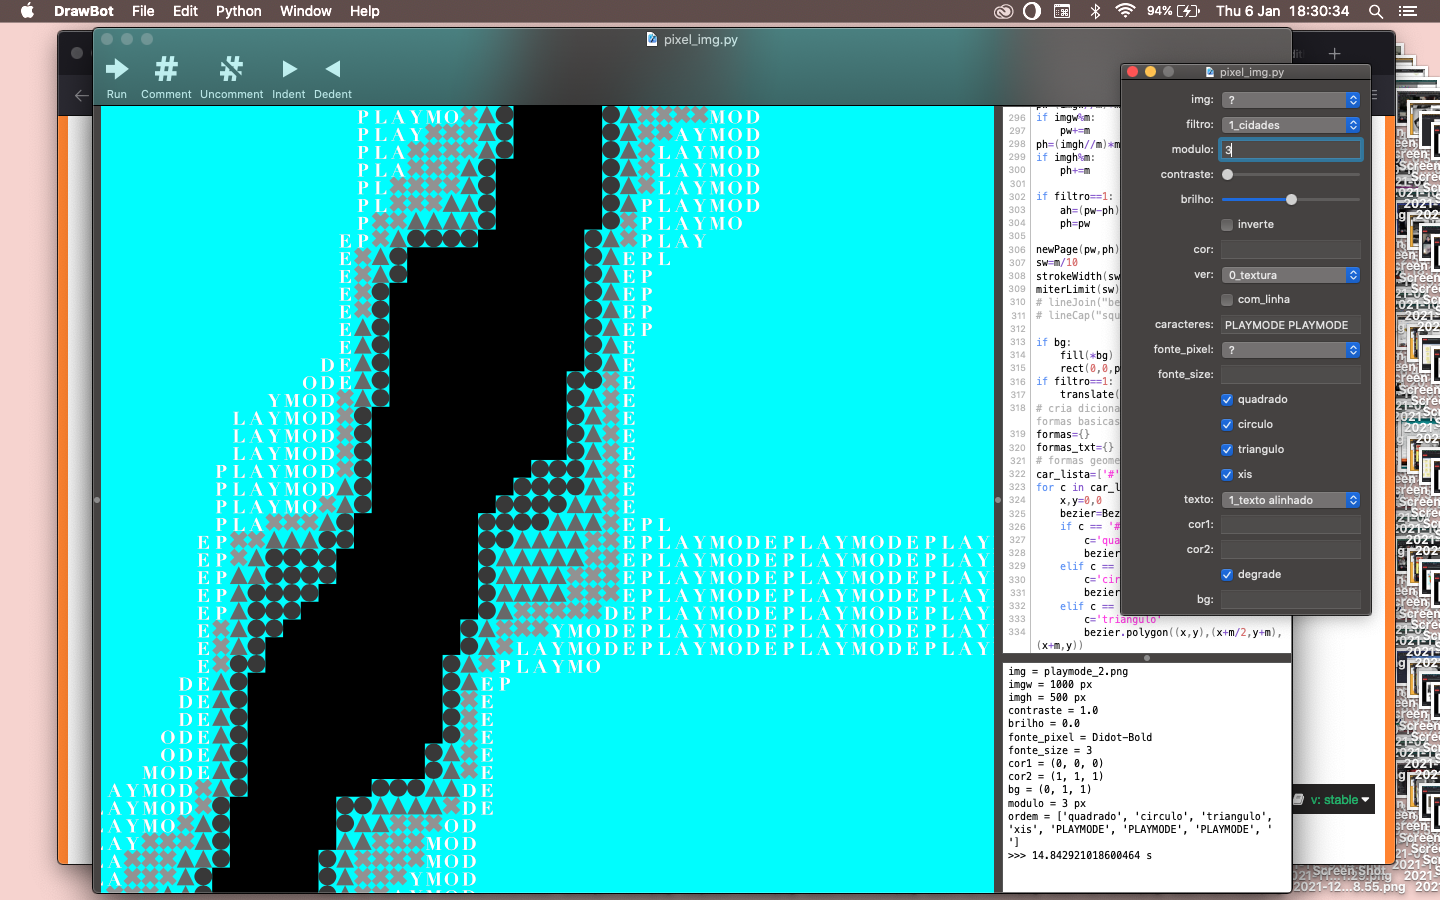 DrawBot File Edit Python Window Help
94% Thu 6 Jan 18:30:34
pixel_img.py
Run Comment Uncomment Indent Dedent
PLAYMO MOD
PLAY AYMOD
PLA YMOD
PLA YMOD
PL YMOD
PL PLAYMOD
P PLAYMO
EP PLAY
E EPL
E EP
E EP
E EP
E EP
E E
DE E
ODE E
YMOD E
LAYMOD E
LAYMOD E
LAYMOD E
PLAYMOD E
PLAYMOD E
PLAYMO E
PLA EPL
EP EPLAYMODEPLAYMODEPLAY
EP EPLAYMODEPLAYMODEPLAY
EP EPLAYMODEPLAYMODEPLAY
EP EPLAYMODEPLAYMODEPLAY
EP DEPLAYMODEPLAYMODEPLAY
E YMODEPLAYMODEPLAYMODEPLAY
E LAYMODEPLAYMODEPLAYMODEPLAY
E PLAYMO
DE EP
DE E
DE E
ODE E
ODE E
MODE E
AYMOD DE
LAYMOD DE
LAYMO OD
LAY MOD
LA MOD
YMOD
296 if imgw%m:
297 pw+=m
298 ph=(imgh//m)*m
299 if imgh%m:
300 ph+=m
301
302 if filtro==1:
303 ah=(pw-ph)
304 ph=pw
305
306 newPage(pw,ph)
307 sw=m/10
308 strokeWidth(sw
309 miterLimit(sw)
310 # lineJoin("be
311 # lineCap("squ
312
313 if bg:
314 fill(*bg)
315 rect(0,0,p
316 if filtro==1:
317 translate(
318 # cria dicion
formas basicas
319 formas={}
320 formas_txt={}
321 # formas geome
322 car_lista=['#'
323 for c in car_l
324 x,y=0,0
325 bezier=Bez
326 if c == '#
327 c='qua
328 bezier
329 elif c ==
330 c='cir
331 bezier
332 elif c ==
333 c='triangulo'
334 bezier.polygon((x,y),(x+m/2,y+m),
(x+m,y))
img = playmode_2.png
imgw = 1000 px
imgh = 500 px
contraste = 1.0
brilho = 0.0
fonte_pixel = Didot-Bold
fonte_size = 3
cor1 = (0, 0, 0)
cor2 = (1, 1, 1)
bg = (0, 1, 1)
modulo = 3 px
ordem = ['quadrado', 'circulo', 'triangulo',
'xis', 'PLAYMODE', 'PLAYMODE', 'PLAYMODE', '
']
>>> 14.842921018600464 s
pixel_img.py
img: ?
filtro: 1_cidades
modulo: 3
contraste:
brilho:
inverte
cor:
ver: 0_textura
com_linha
caracteres: PLAYMODE PLAYMODE
fonte_pixel: ?
fonte_size:
quadrado
circulo
triangulo
xis
texto: 1_texto alinhado
cor1:
cor2:
degrade
bg:
v: stable
Screen Shot
2021-12...8.55.png